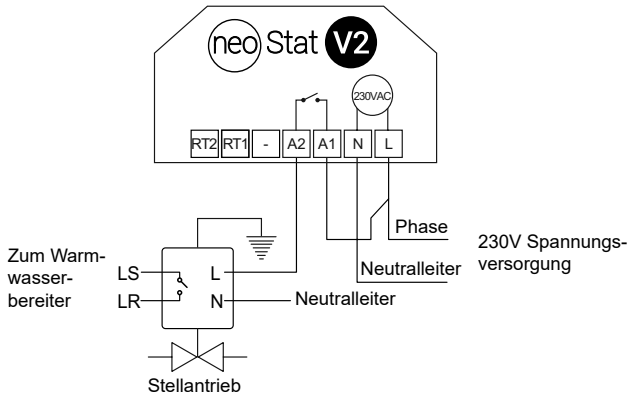 neo Stat V2
230VAC
RT2 RT1 - A2 A1 N L
Phase
230V Spannungs-
versorgung
Neutralleiter
Zum Warm-
wasser-
bereiter
LS
LR
L
N
Neutralleiter
Stellantrieb